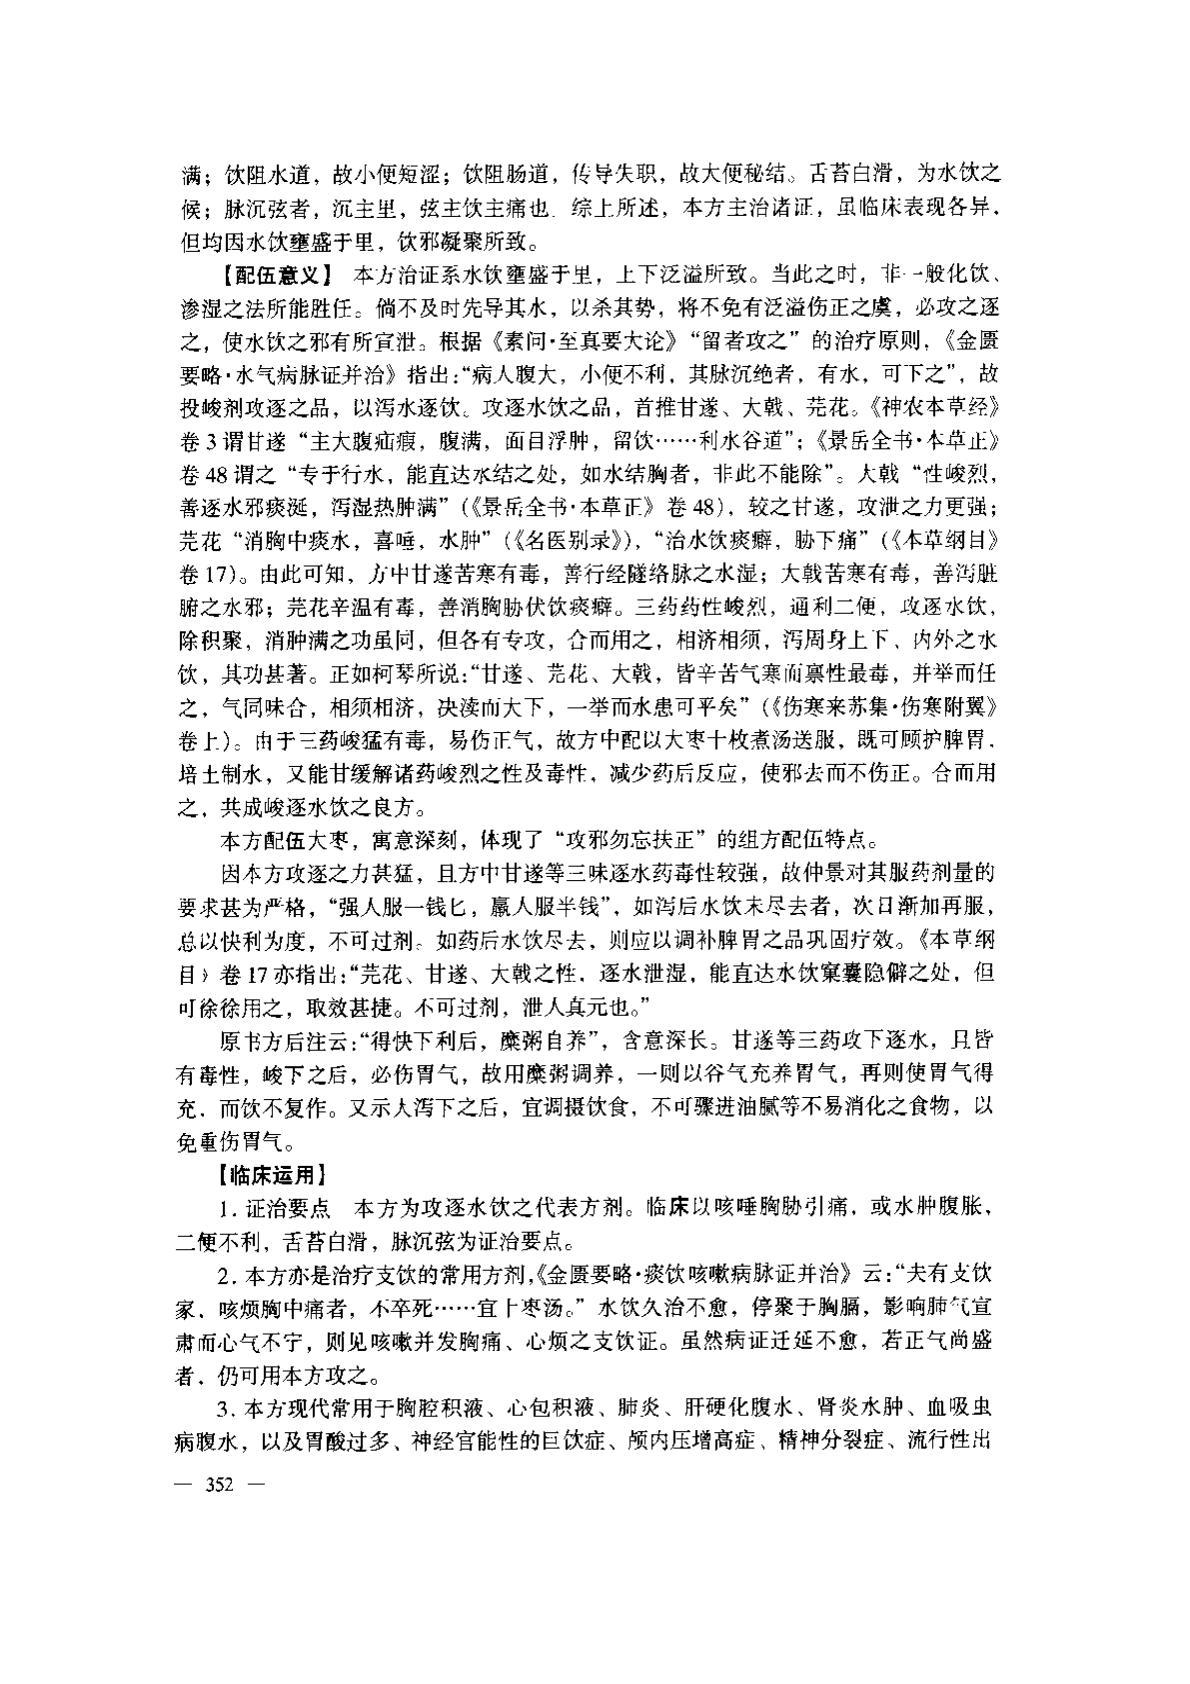 满；饮阻水道，故小便短涩；饮阻肠道，传导失职，故大便秘结。舌苔白滑，为水饮之
候；脉沉弦者，沉主里，弦主饮主痛也。综上所述，本方主治诸证，虽临床表现各异，
但均因水饮壅盛于里，饮邪凝聚所致。
【配伍意义】 本方治证系水饮壅盛于里，上下泛溢所致。当此之时，非一般化饮、
渗湿之法所能胜任。倘不及时先导其水，以杀其势，将不免有泛溢伤正之虞，必攻之逐
之，使水饮之邪有所宣泄。根据《素问·至真要大论》“留者攻之”的治疗原则，《金匮
要略·水气病脉证并治》指出：“病人腹大，小便不利，其脉沉绝者，有水，可下之”，故
投峻剂攻逐之品，以泻水逐饮。攻逐水饮之品，首推甘遂、大戟、芫花。《神农本草经》
卷3谓甘遂“主大腹疝瘕，腹满，面目浮肿，留饮……利水谷道”；《景岳全书·本草正》
卷48谓之“专于行水，能直达水结之处，如水结胸者，非此不能除”。大戟“性峻烈，
善逐水邪痰涎，泻湿热肿满”（《景岳全书·本草正》卷48），较之甘遂，攻泄之力更强；
芫花“消胸中痰水，喜唾，水肿”（《名医别录》），“治水饮痰癖，胁下痛”（《本草纲目》
卷17）。由此可知，方中甘遂苦寒有毒，善行经隧络脉之水湿；大戟苦寒有毒，善泻脏
腑之水邪；芫花辛温有毒，善消胸胁伏饮痰癖。三药药性峻烈，通利二便，攻逐水饮，
除积聚，消肿满之功虽同，但各有专攻，合而用之，相济相须，泻周身上下、内外之水
饮，其功甚著。正如柯琴所说：“甘遂、芫花、大戟，皆辛苦气寒而禀性最毒，并举而任
之，气同味合，相须相济，决渎而大下，一举而水患可平矣”（《伤寒来苏集·伤寒附翼》
卷上）。由于三药峻猛有毒，易伤正气，故方中配以大枣十枚煮汤送服，既可顾护脾胃，
培土制水，又能甘缓解诸药峻烈之性及毒性，减少药后反应，使邪去而不伤正。合而用
之，共成峻逐水饮之良方。
本方配伍大枣，寓意深刻，体现了“攻邪勿忘扶正”的组方配伍特点。
因本方攻逐之力甚猛，且方中甘遂等三味逐水药毒性较强，故仲景对其服药剂量的
要求甚为严格，“强人服一钱匕，羸人服半钱”，如泻后水饮未尽去者，次日渐加再服，
总以快利为度，不可过剂。如药后水饮尽去，则应以调补脾胃之品巩固疗效。《本草纲
目》卷17亦指出：“芫花、甘遂、大戟之性，逐水泄湿，能直达水饮窠囊隐僻之处，但
可徐徐用之，取效甚捷。不可过剂，泄人真元也。”
原书方后注云：“得快下利后，糜粥自养”，含意深长。甘遂等三药攻下逐水，且皆
有毒性，峻下之后，必伤胃气，故用糜粥调养，一则以谷气充养胃气，再则使胃气得
充，而饮不复作。又示人泻下之后，宜调摄饮食，不可骤进油腻等不易消化之食物，以
免重伤胃气。
【临床运用】
1. 证治要点 本方为攻逐水饮之代表方剂。临床以咳唾胸胁引痛，或水肿腹胀，
二便不利，舌苔白滑，脉沉弦为证治要点。
2. 本方亦是治疗支饮的常用方剂，《金匮要略·痰饮咳嗽病脉证并治》云：“夫有支饮
家，咳烦胸中痛者，不卒死……宜十枣汤。”水饮久治不愈，停聚于胸膈，影响肺气宣
肃而心气不宁，则见咳嗽并发胸痛、心烦之支饮证。虽然病证迁延不愈，若正气尚盛
者，仍可用本方攻之。
3. 本方现代常用于胸腔积液、心包积液、肺炎、肝硬化腹水、肾炎水肿、血吸虫
病腹水，以及胃酸过多、神经官能性的巨饮症、颅内压增高症、精神分裂症、流行性出
— 352 —